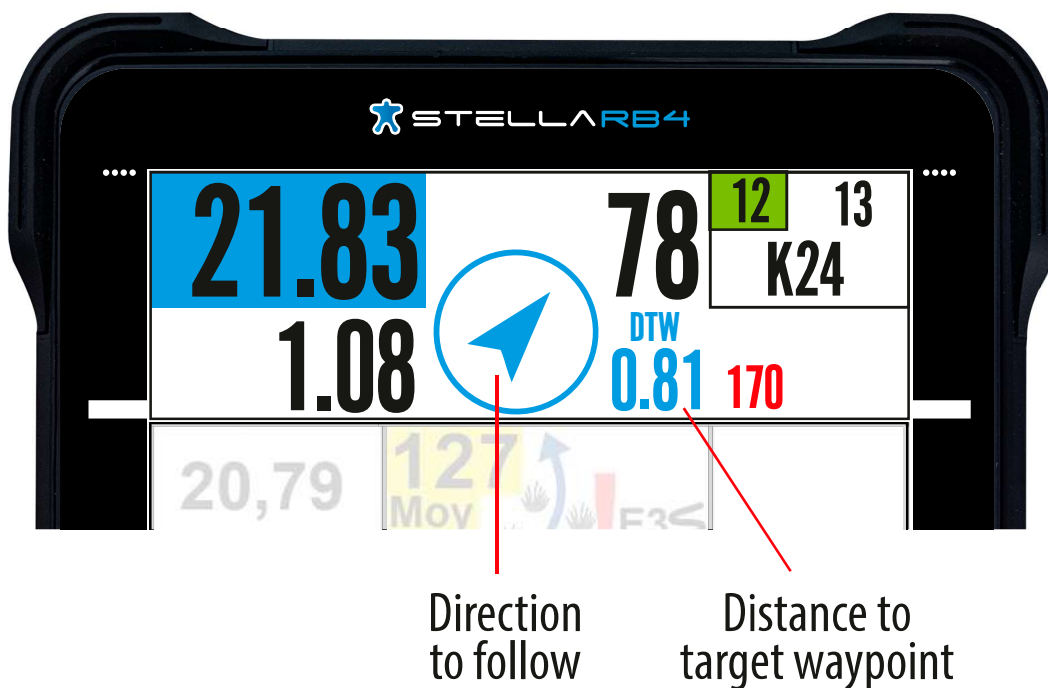 STELLARB4
21.83
78
12
13
K24
1.08
DTW
0.81
170
20,79
127
Mov
Direction
to follow
Distance to
target waypoint